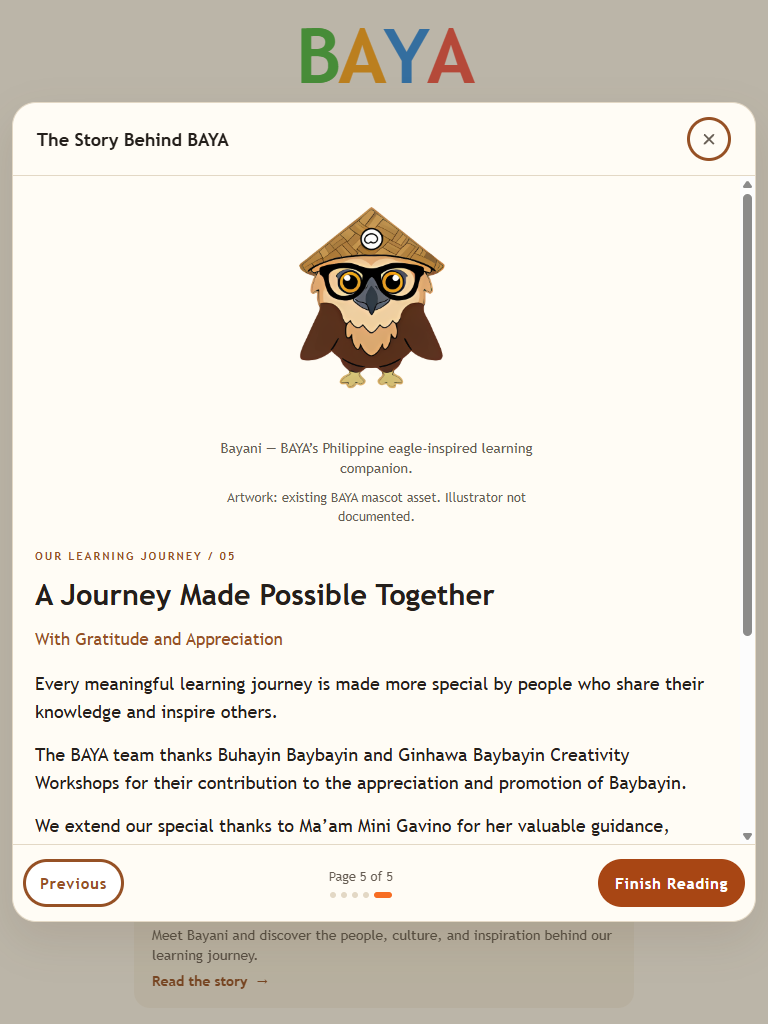 BAYA
The Story Behind BAYA
Bayani — BAYA’s Philippine eagle-inspired learning
companion.
Artwork: existing BAYA mascot asset. Illustrator not
documented.
OUR LEARNING JOURNEY / 05
A Journey Made Possible Together
With Gratitude and Appreciation
Every meaningful learning journey is made more special by people who share their
knowledge and inspire others.
The BAYA team thanks Buhayin Baybayin and Ginhawa Baybayin Creativity
Workshops for their contribution to the appreciation and promotion of Baybayin.
We extend our special thanks to Ma’am Mini Gavino for her valuable guidance,
Previous
Page 5 of 5
Finish Reading
Meet Bayani and discover the people, culture, and inspiration behind our
learning journey.
Read the story →